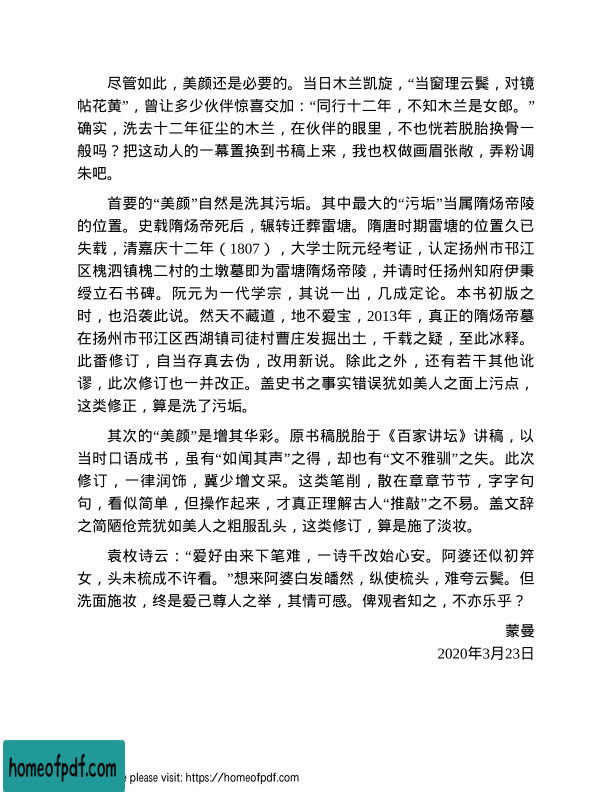 尽管如此，美颜还是必要的。当日木兰凯旋，“当窗理云鬓，对镜
帖花黄”，曾让多少伙伴惊喜交加：“同行十二年，不知木兰是女郎。”
确实，洗去十二年征尘的木兰，在伙伴的眼里，不也恍若脱胎换骨一
般吗？把这动人的一幕置换到书稿上来，我也权做画眉张敞，弄粉调
朱吧。
首要的“美颜”自然是洗其污垢。其中最大的“污垢”当属隋炀帝陵
的位置。史载隋炀帝死后，辗转迁葬雷塘。隋唐时期雷塘的位置久已
失载，清嘉庆十二年（1807），大学士阮元经考证，认定扬州市邗江
区槐泗镇槐二村的土墩墓即为雷塘隋炀帝陵，并请时任扬州知府伊秉
绶立石书碑。阮元为一代学宗，其说一出，几成定论。本书初版之
时，也沿袭此说。然天不藏道，地不爱宝，2013年，真正的隋炀帝墓
在扬州市邗江区西湖镇司徒村曹庄发掘出土，千载之疑，至此冰释。
此番修订，自当存真去伪，改用新说。除此之外，还有若干其他讹
谬，此次修订也一并改正。盖史书之事实错误犹如美人之面上污点，
这类修正，算是洗了污垢。
其次的“美颜”是增其华彩。原书稿脱胎于《百家讲坛》讲稿，以
当时口语成书，虽有“如闻其声”之得，却也有“文不雅驯”之失。此次
修订，一律润饰，冀少增文采。这类笔削，散在章章节节，字字句
句，看似简单，但操作起来，才真正理解古人“推敲”之不易。盖文辞
之简陋伧荒犹如美人之粗服乱头，这类修订，算是施了淡妆。
袁枚诗云：“爱好由来下笔难，一诗千改始心安。阿婆还似初笄
女，头未梳成不许看。”想来阿婆白发皤然，纵使梳头，难夸云鬓。但
洗面施妆，终是爱己尊人之举，其情可感。俾观者知之，不亦乐乎？
蒙曼
2020年3月23日
homeofpdf.com
e please visit: https://homeofpdf.com